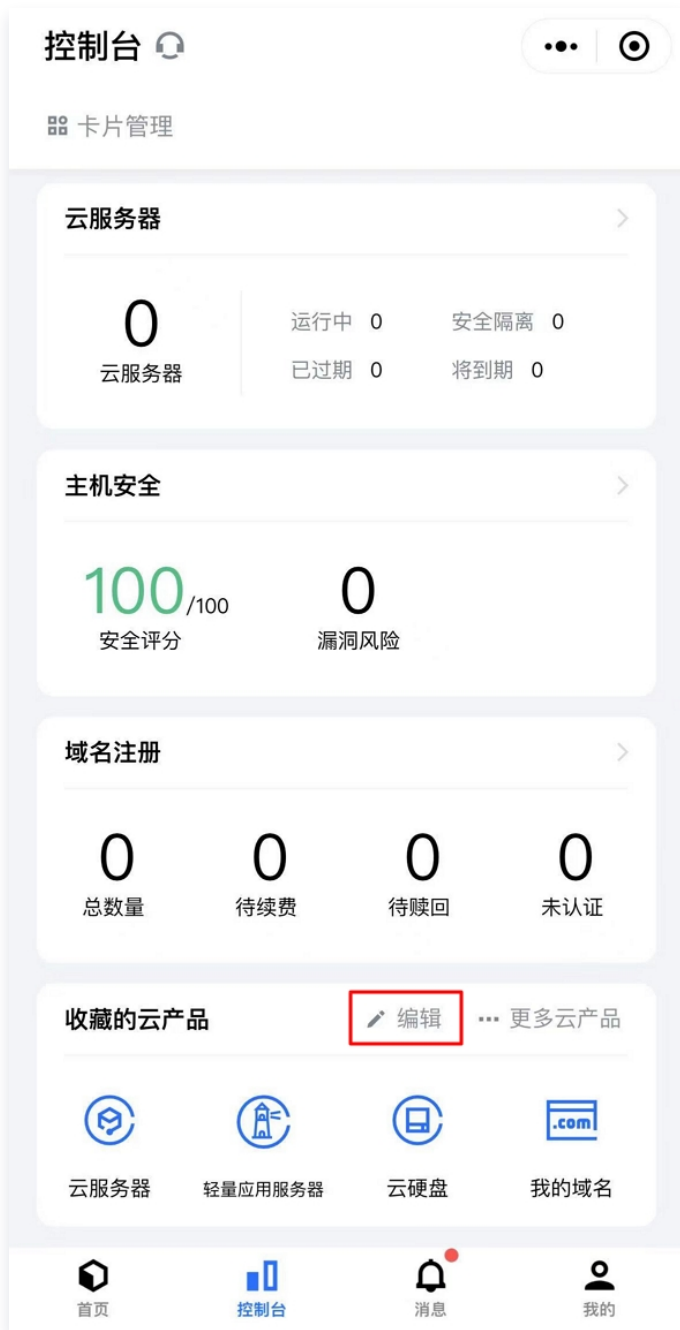 控制台
卡片管理
云服务器
0
云服务器
运行中 0 安全隔离 0
已过期 0 将到期 0
主机安全
100/100 0
安全评分 漏洞风险
域名注册
0 0 0 0
总数量 待续费 待赎回 未认证
收藏的云产品 编辑 更多云产品
.com
云服务器 轻量应用服务器 云硬盘 我的域名
首页 控制台 消息 我的